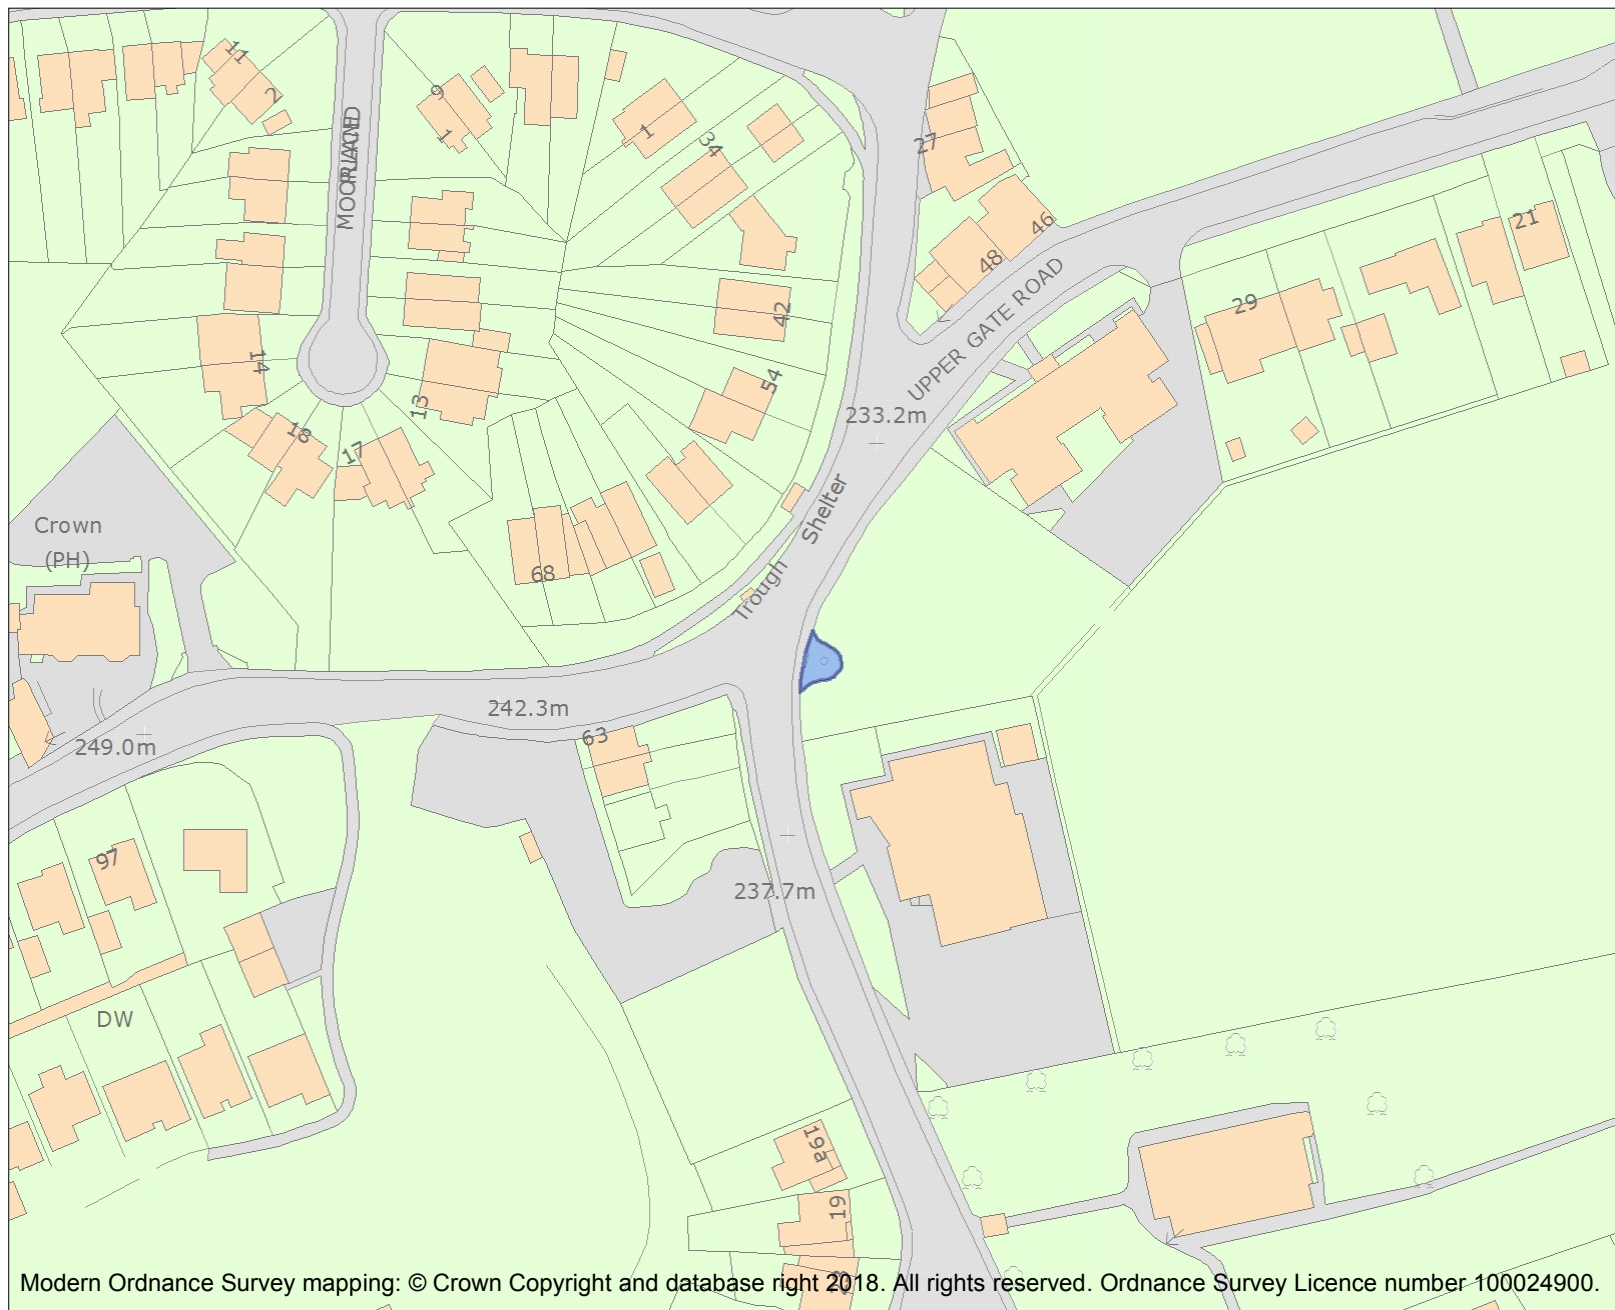 11
2
MOORLAND
9
1
1
34
27
46
48
21
UPPER GATE ROAD
29
42
14
54
13
233.2m
18
17
Shelter
Crown
(PH)
68
Trough
242.3m
249.0m
63
97
237.7m
DW
19a
19
Modern Ordnance Survey mapping: © Crown Copyright and database right 2018. All rights reserved. Ordnance Survey Licence number 100024900.